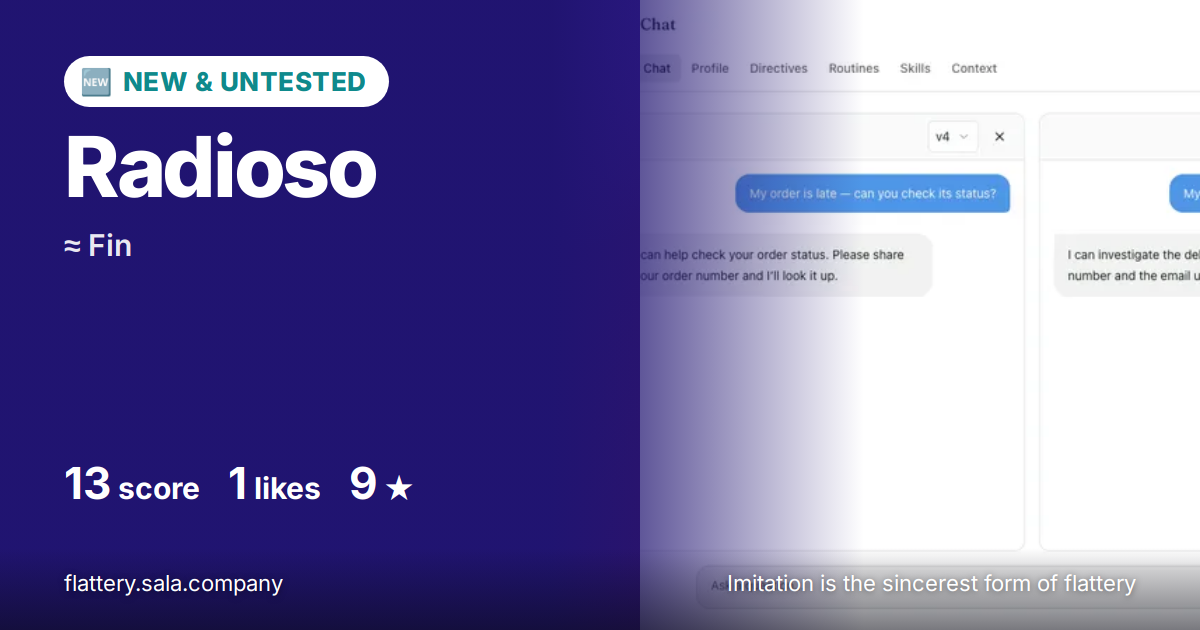 🆕 NEW & UNTESTED
Radioso
≈ Fin
13 score 1 likes 9 ★
flattery.sala.company
Chat
Chat Profile Directives Routines Skills Context
v4
My order is late — can you check its status?
can help check your order status. Please share
our order number and I'll look it up.
My
I can investigate the del
number and the email u
Imitation is the sincerest form of flattery